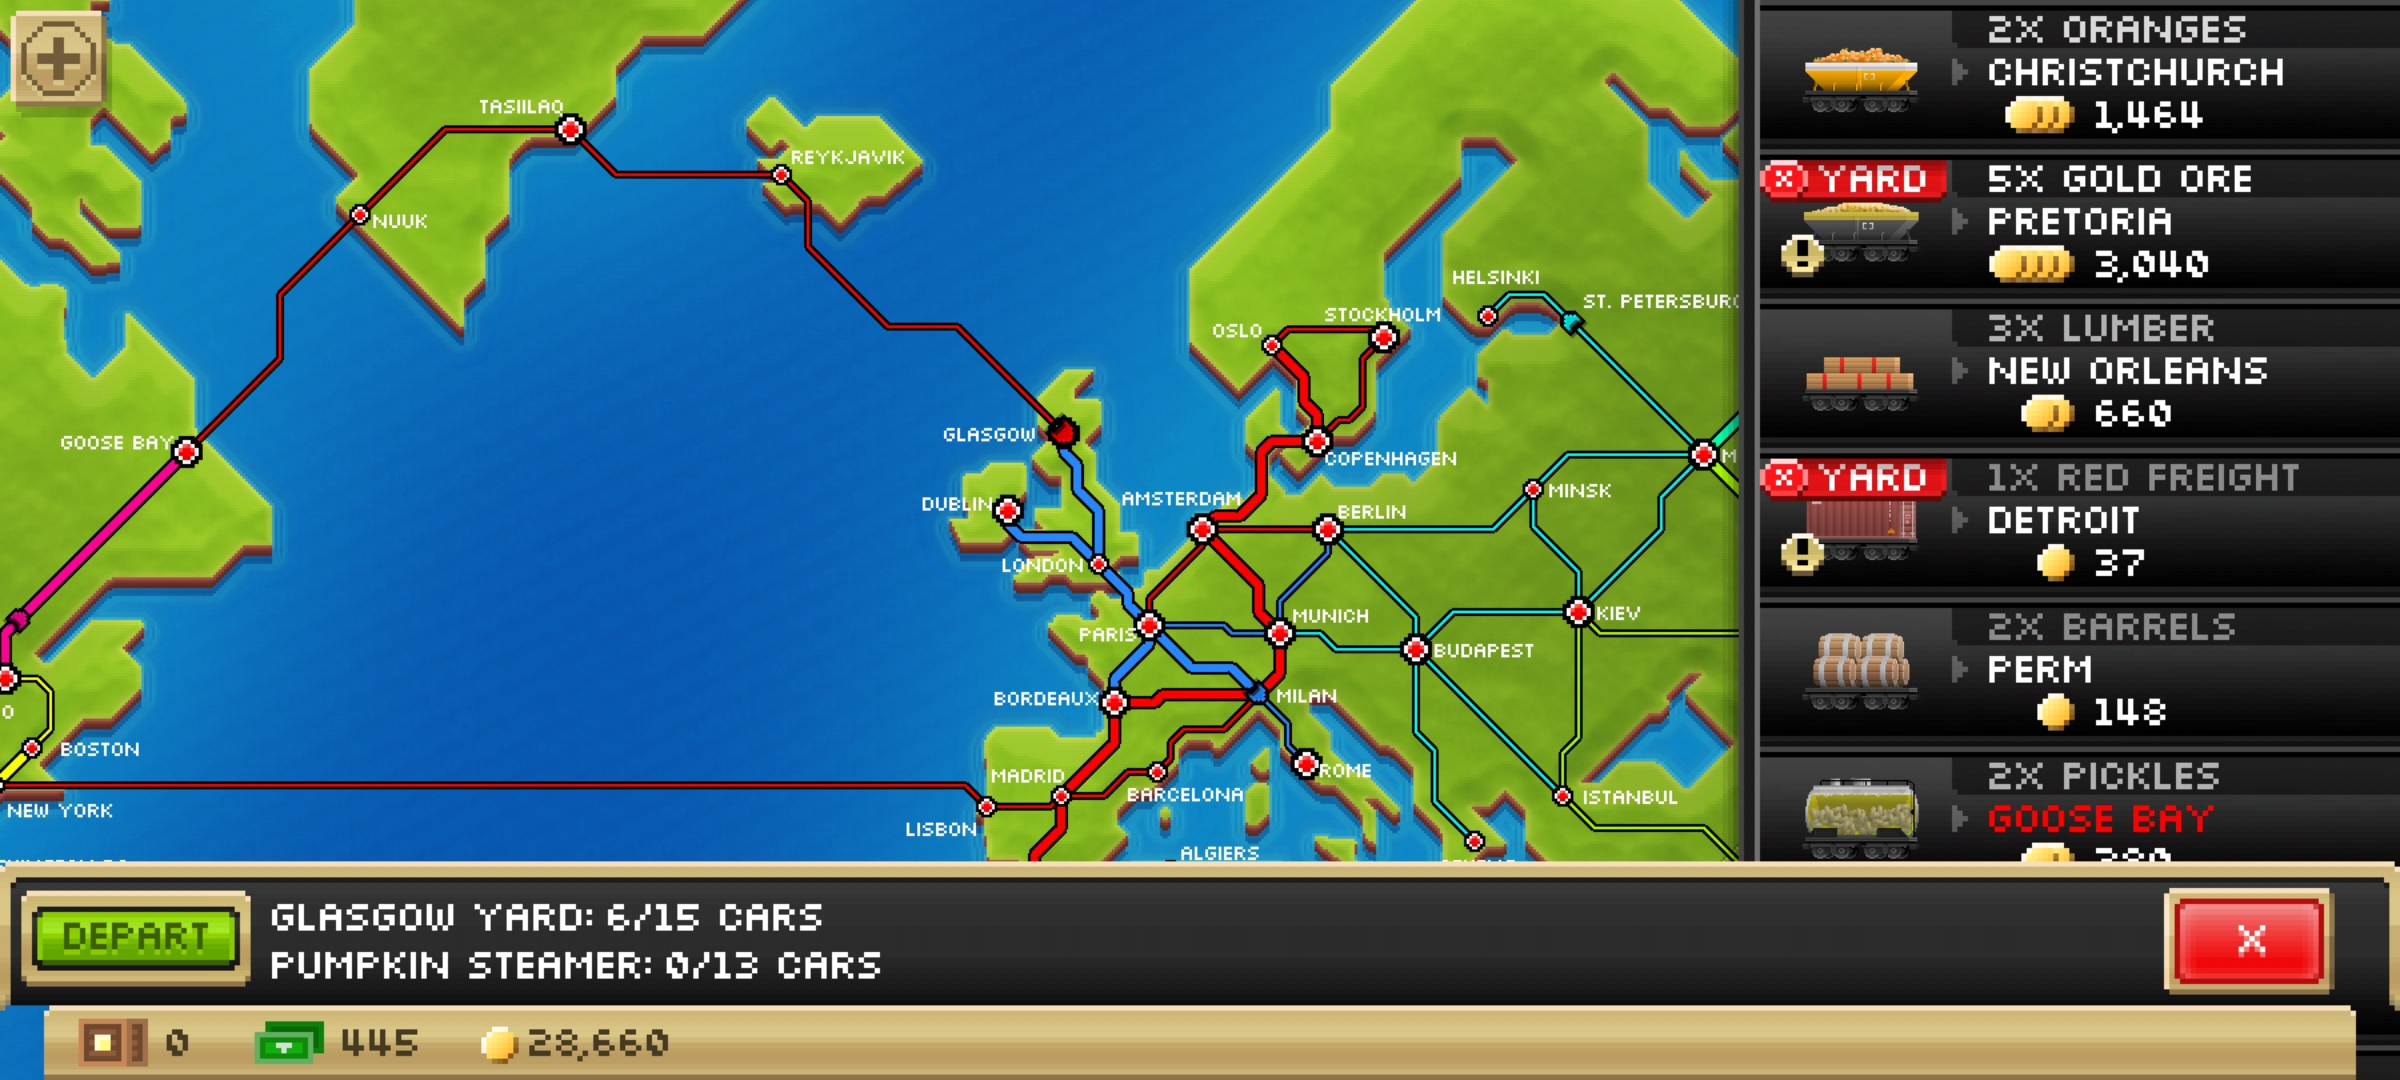 TASIILAQ
REYKJAVIK
NUUK
HELSINKI
ST. PETERSBURG
STOCKHOLM
OSLO
GLASGOW
GOOSE BAY
COPENHAGEN
MINSK
AMSTERDAM
BERLIN
DUBLIN
LONDON
MUNICH
KIEV
PARIS
BUDAPEST
BORDEAUX
MILAN
BOSTON
ROME
MADRID
BARCELONA
ISTANBUL
NEW YORK
LISBON
ALGIERS
2X ORANGES
CHRISTCHURCH
1,464
YARD
5X GOLD ORE
PRETORIA
3,040
3X LUMBER
NEW ORLEANS
660
YARD
1X RED FREIGHT
DETROIT
37
2X BARRELS
PERM
148
2X PICKLES
GOOSE BAY
DEPART
GLASGOW YARD: 6/15 CARS
PUMPKIN STEAMER: 0/13 CARS
X
0
445
28,660